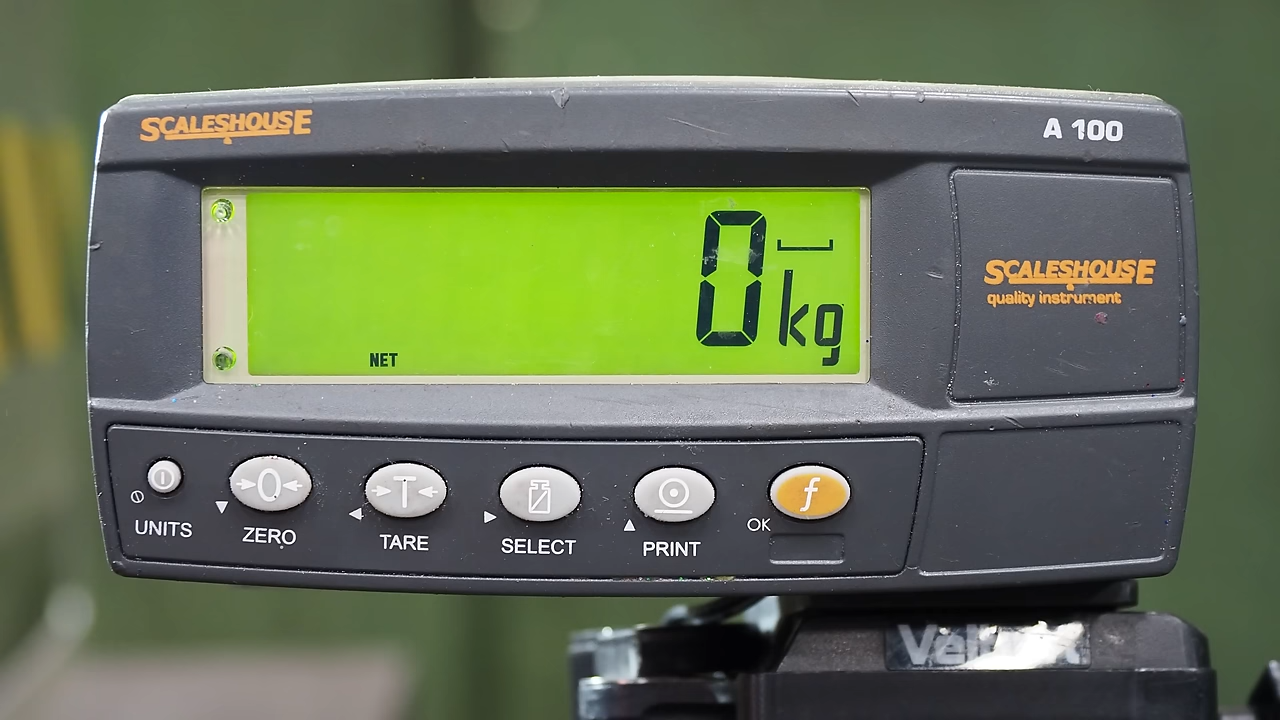 SCALESHOUSE
A 100
0 kg
NET
SCALESHOUSE
quality instrument
UNITS
ZERO
TARE
SELECT
PRINT
OK
f